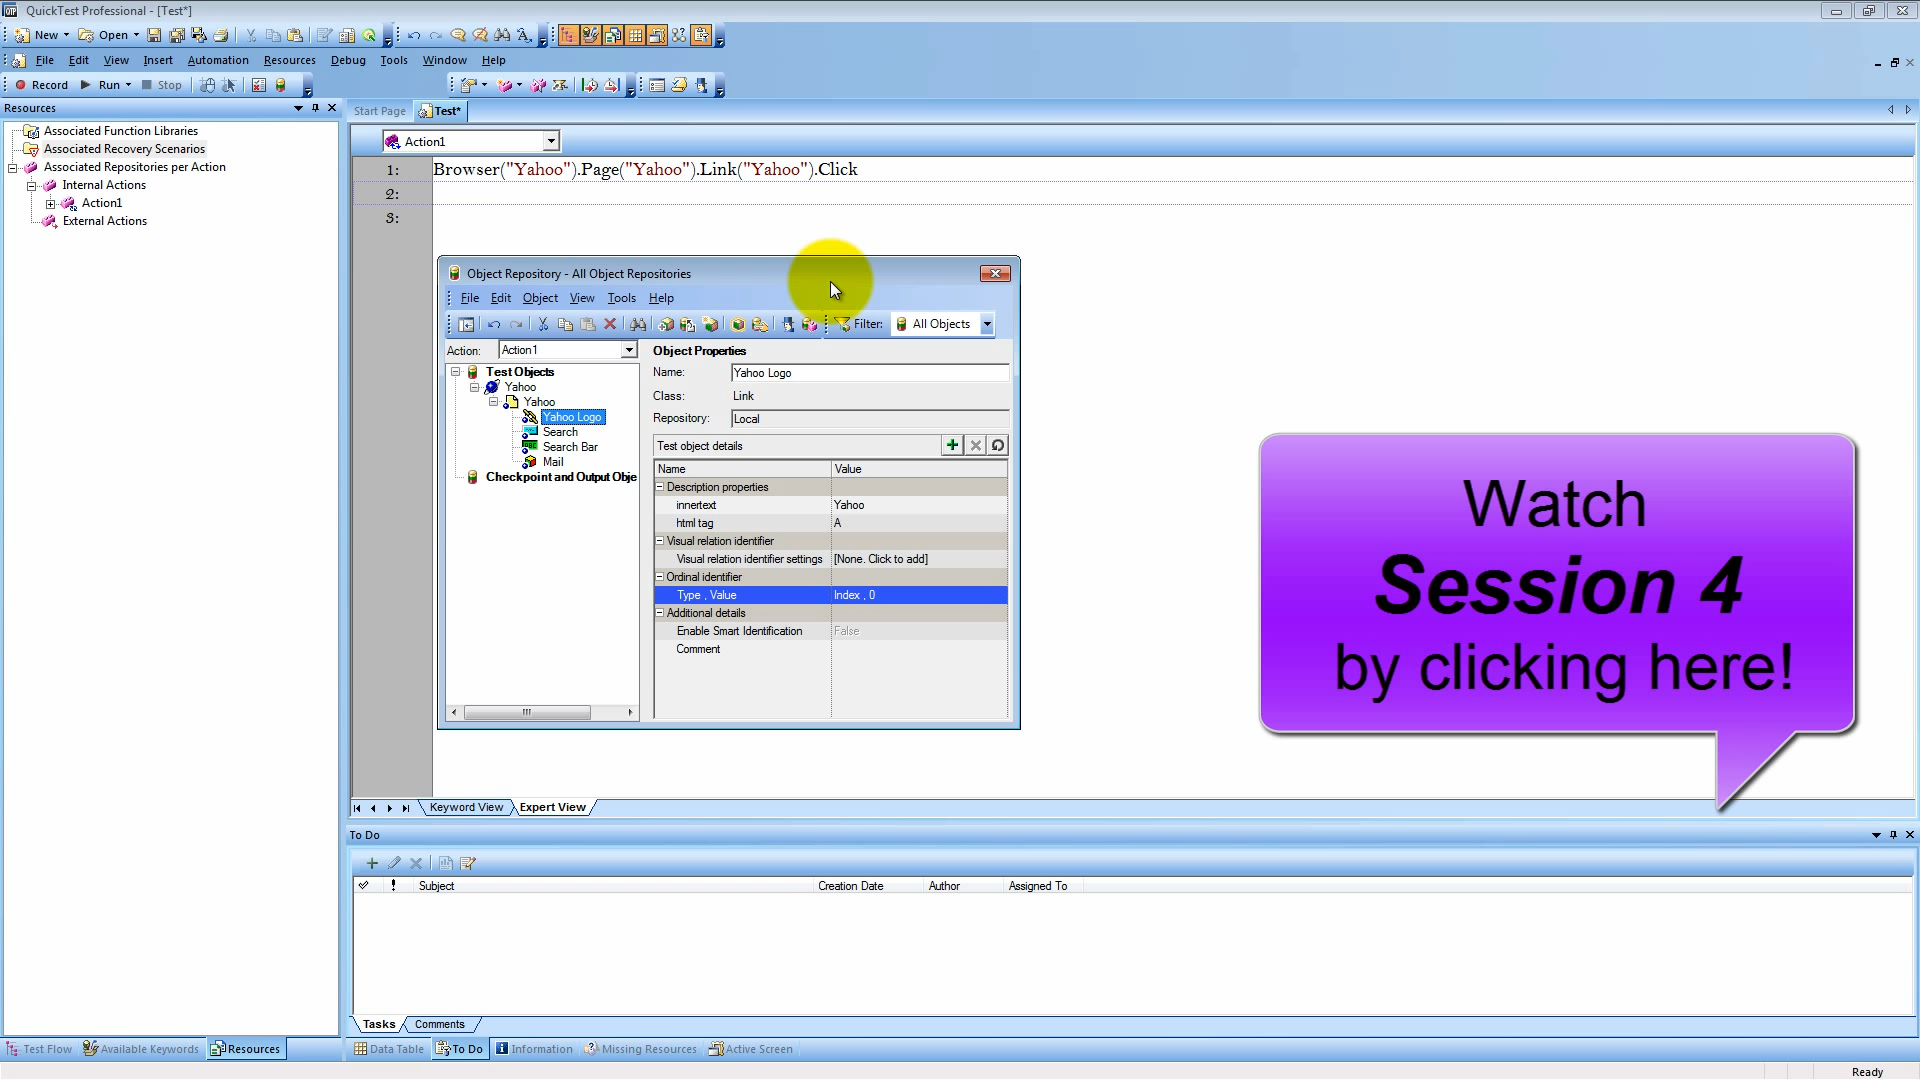 QuickTest Professional - [Test*]
New Open
File Edit View Insert Automation Resources Debug Tools Window Help
Record Run Stop
Resources
Associated Function Libraries
Associated Recovery Scenarios
Associated Repositories per Action
Internal Actions
Action1
External Actions
Start Page Test*
Action1
1: Browser("Yahoo").Page("Yahoo").Link("Yahoo").Click
2:
3:
Object Repository - All Object Repositories
File Edit Object View Tools Help
Filter: All Objects
Action: Action1
Test Objects
Yahoo
Yahoo
Yahoo Logo
Search
Search Bar
Mail
Checkpoint and Output Obje
Object Properties
Name: Yahoo Logo
Class: Link
Repository: Local
Test object details
Name Value
Description properties
innertext Yahoo
html tag A
Visual relation identifier
Visual relation identifier settings [None. Click to add]
Ordinal identifier
Type , Value Index , 0
Additional details
Enable Smart Identification False
Comment
Watch
Session 4
by clicking here!
Keyword View Expert View
To Do
! Subject Creation Date Author Assigned To
Tasks Comments
Test Flow Available Keywords Resources
Data Table To Do Information Missing Resources Active Screen
Ready